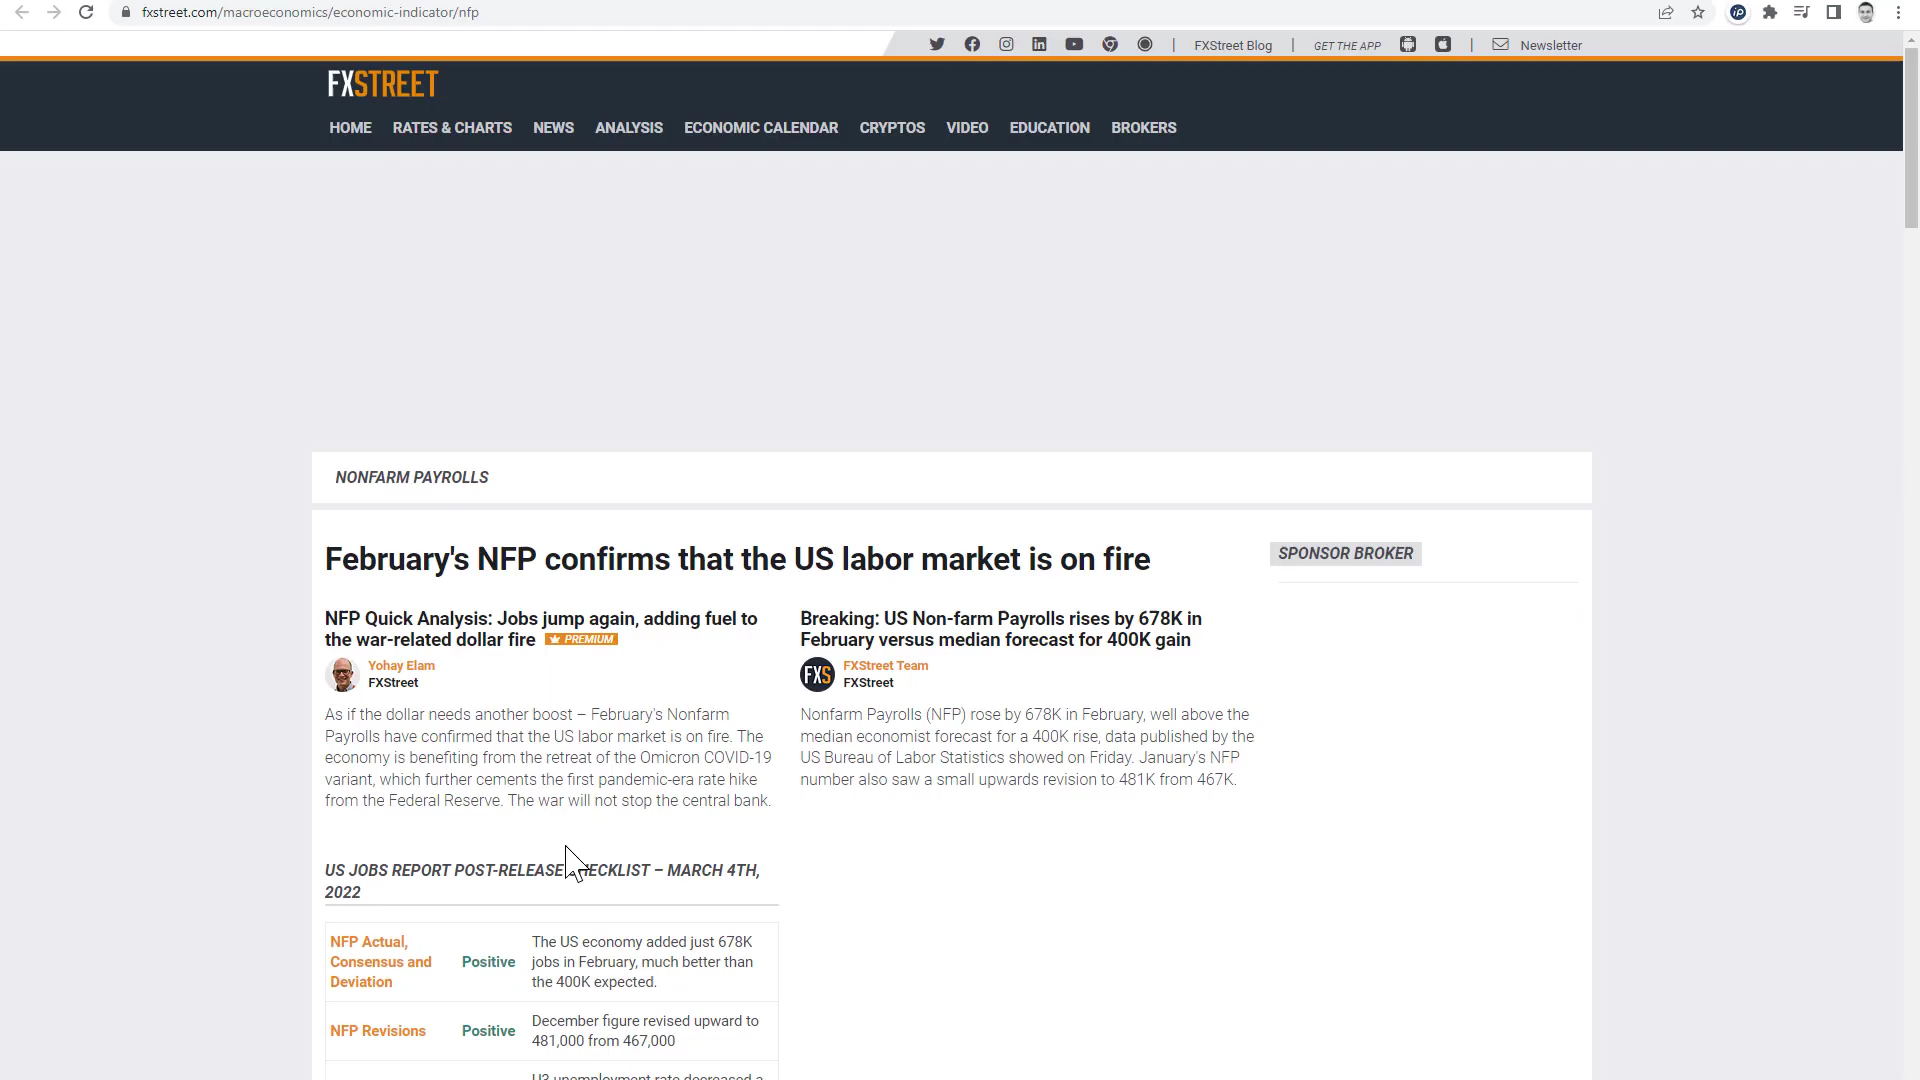 fxstreet.com/macroeconomics/economic-indicator/nfp
| FXStreet Blog | GET THE APP | Newsletter
FXSTREET
HOME RATES & CHARTS NEWS ANALYSIS ECONOMIC CALENDAR CRYPTOS VIDEO EDUCATION BROKERS
NONFARM PAYROLLS
February's NFP confirms that the US labor market is on fire
SPONSOR BROKER
NFP Quick Analysis: Jobs jump again, adding fuel to
the war-related dollar fire PREMIUM
Yohay Elam
FXStreet
As if the dollar needs another boost – February's Nonfarm
Payrolls have confirmed that the US labor market is on fire. The
economy is benefiting from the retreat of the Omicron COVID-19
variant, which further cements the first pandemic-era rate hike
from the Federal Reserve. The war will not stop the central bank.
Breaking: US Non-farm Payrolls rises by 678K in
February versus median forecast for 400K gain
FXS
FXStreet Team
FXStreet
Nonfarm Payrolls (NFP) rose by 678K in February, well above the
median economist forecast for a 400K rise, data published by the
US Bureau of Labor Statistics showed on Friday. January's NFP
number also saw a small upwards revision to 481K from 467K.
US JOBS REPORT POST-RELEASE CHECKLIST – MARCH 4TH,
2022
NFP Actual,
Consensus and
Deviation
Positive
The US economy added just 678K
jobs in February, much better than
the 400K expected.
NFP Revisions
Positive
December figure revised upward to
481,000 from 467,000
U3 unemployment rate decreased a